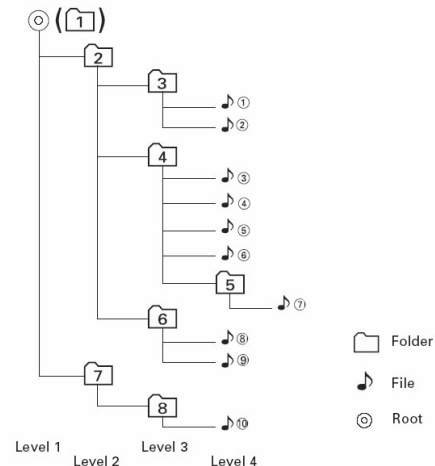 (1)
2
3
①
②
4
③
④
⑤
⑥
5
⑦
6
⑧
⑨
7
8
⑩
Folder
File
Root
Level 1
Level 2
Level 3
Level 4